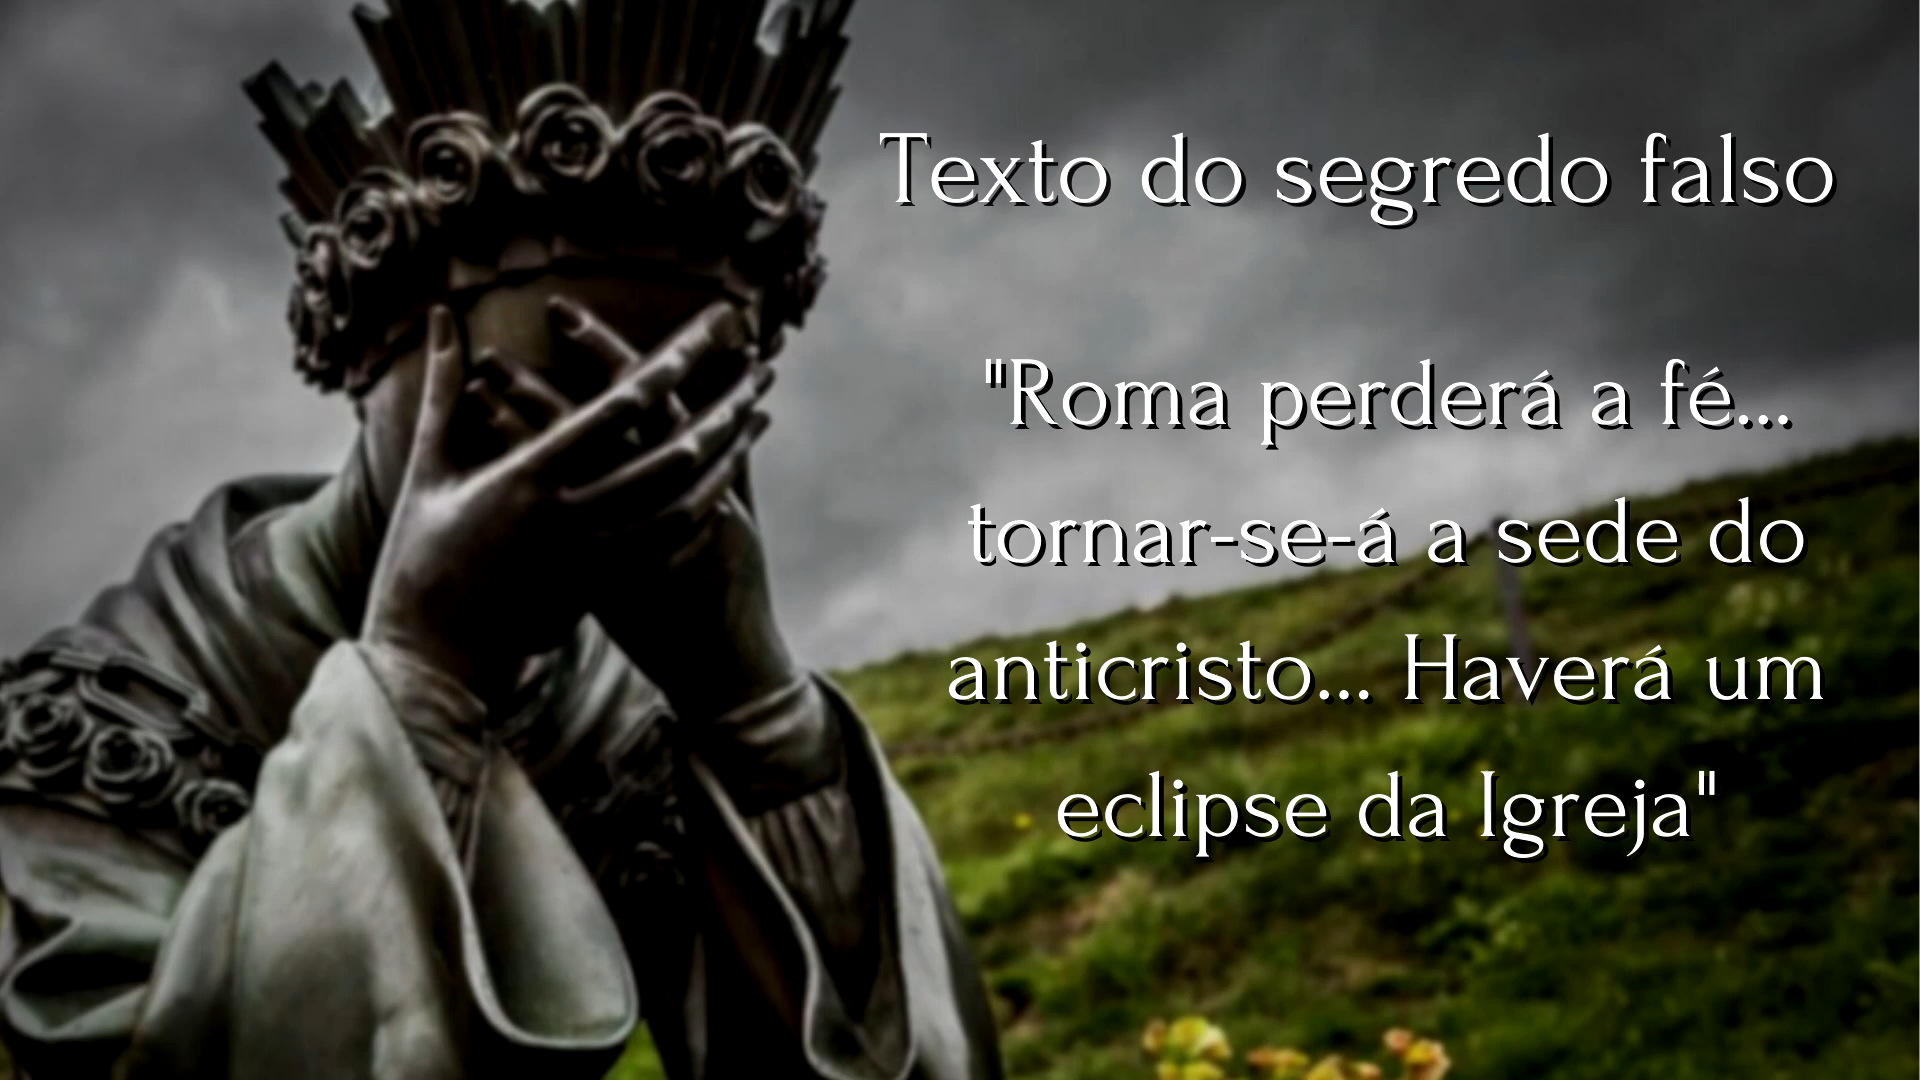 Texto do segredo falso
"Roma perderá a fé...
tornar-se-á a sede do
anticristo... Haverá um
eclipse da Igreja"